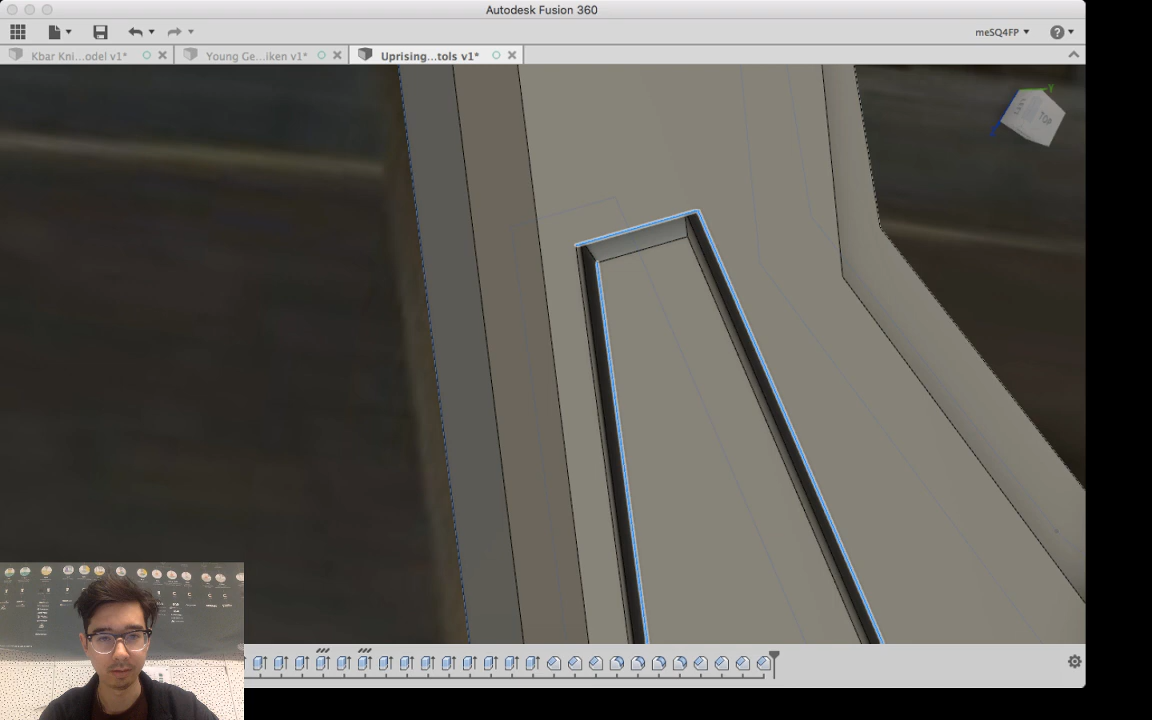 Autodesk Fusion 360
meSQ4FP
Kbar Kni...odel v1*
Young Ge...iken v1*
Uprising...tols v1*
Y
TOP